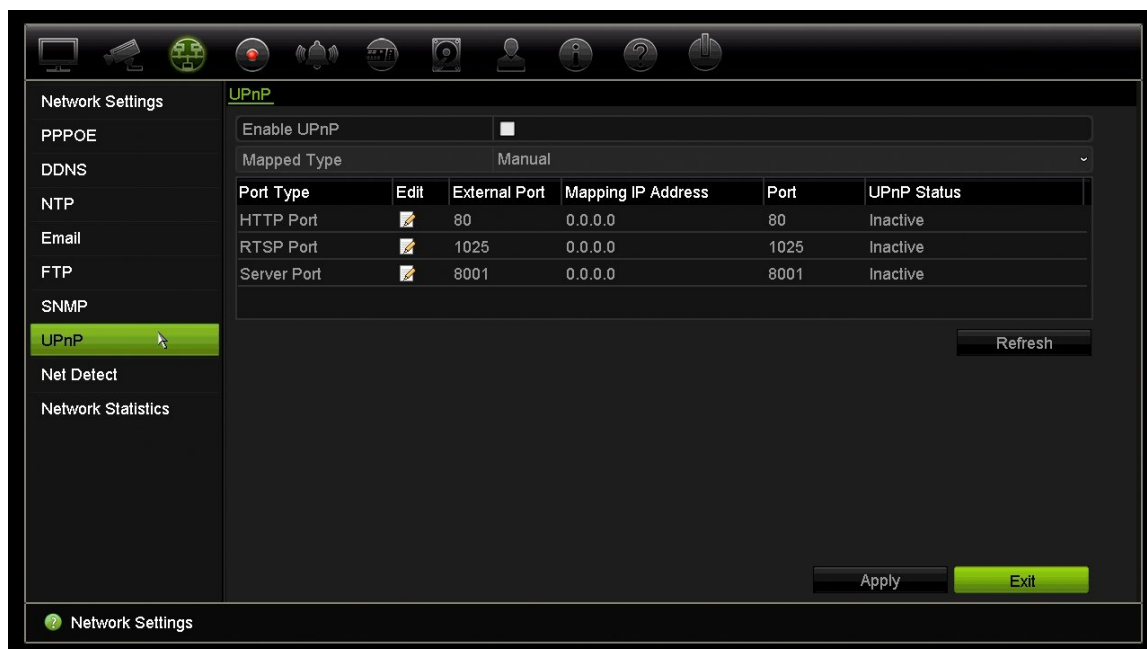 Network Settings
PPPOE
DDNS
NTP
Email
FTP
SNMP
UPnP
Net Detect
Network Statistics
UPnP
Enable UPnP
Mapped Type Manual
Port Type Edit External Port Mapping IP Address Port UPnP Status
HTTP Port 80 0.0.0.0 80 Inactive
RTSP Port 1025 0.0.0.0 1025 Inactive
Server Port 8001 0.0.0.0 8001 Inactive
Refresh
Apply Exit
Network Settings